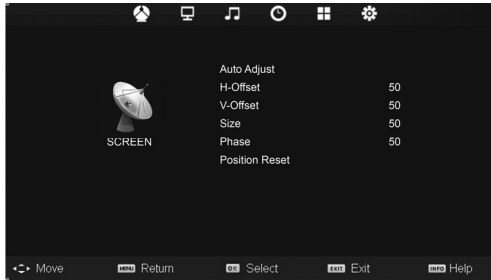 Auto Adjust
H-Offset 50
V-Offset 50
Size 50
SCREEN
Phase 50
Position Reset
Move MENU Return OK Select EXIT Exit INFO Help